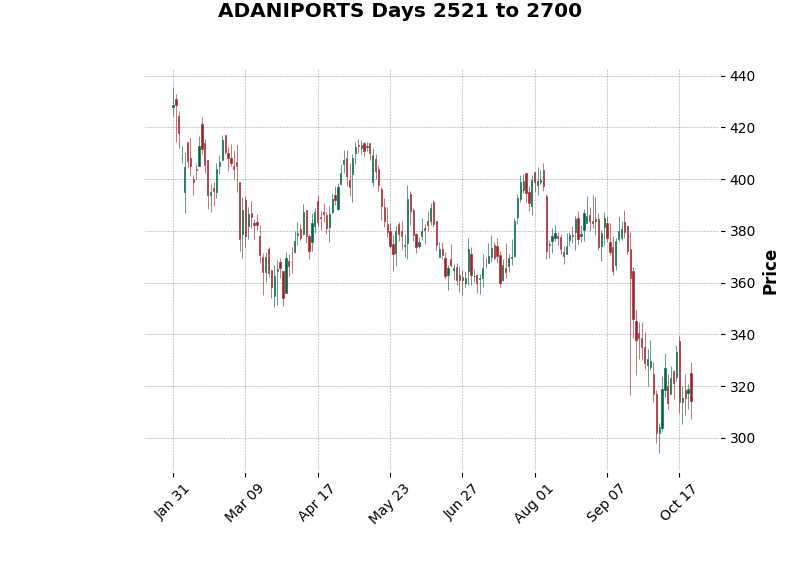 ADANIPORTS Days 2521 to 2700
440
420
400
380
360
340
320
300
Price
Jan 31
Mar 09
Apr 17
May 23
Jun 27
Aug 01
Sep 07
Oct 17